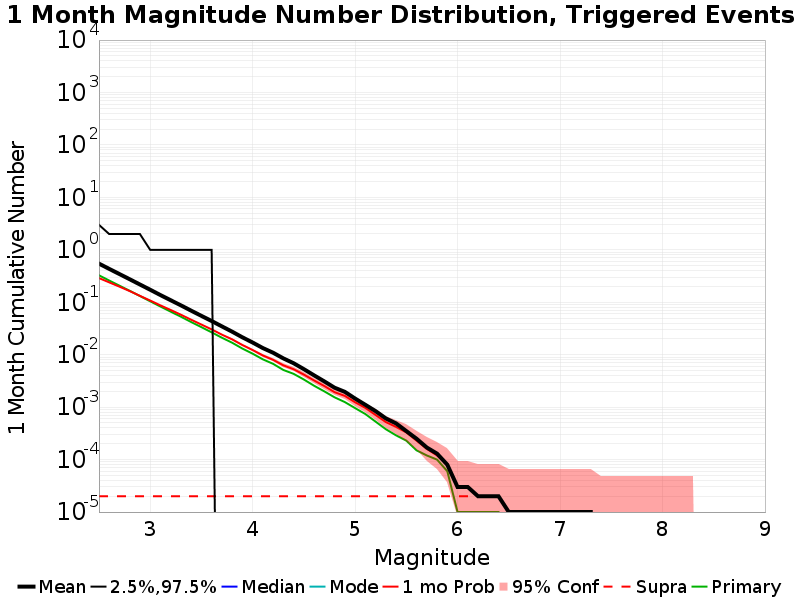 1 Month Magnitude Number Distribution, Triggered Events
1 Month Cumulative Number
10^4
10^3
10^2
10^1
10^0
10^-1
10^-2
10^-3
10^-4
10^-5
3 4 5 6 7 8 9
Magnitude
Mean 2.5%,97.5% Median Mode 1 mo Prob 95% Conf Supra Primary